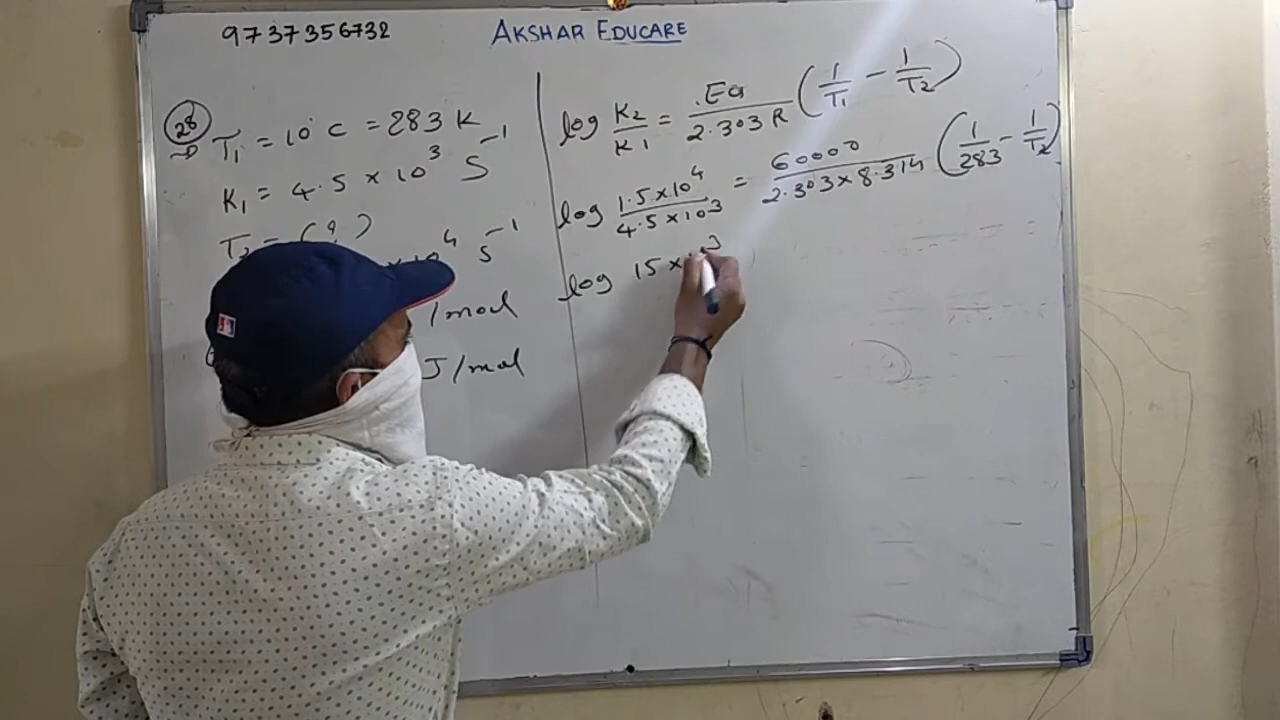 9737356732
AKSHAR EDUCARE
28
T₁ = 10°C = 283 K
K₁ = 4.5 × 10³ S⁻¹
T₂ = (?)
× 10⁴ S⁻¹
/mol
J/mol
log K₂/K₁ = Ea/2.303 R (1/T₁ - 1/T₂)
log 1.5×10⁴/4.5×10³ = 60000/2.303×8.314 (1/283 - 1/T₂)
log 15×10³